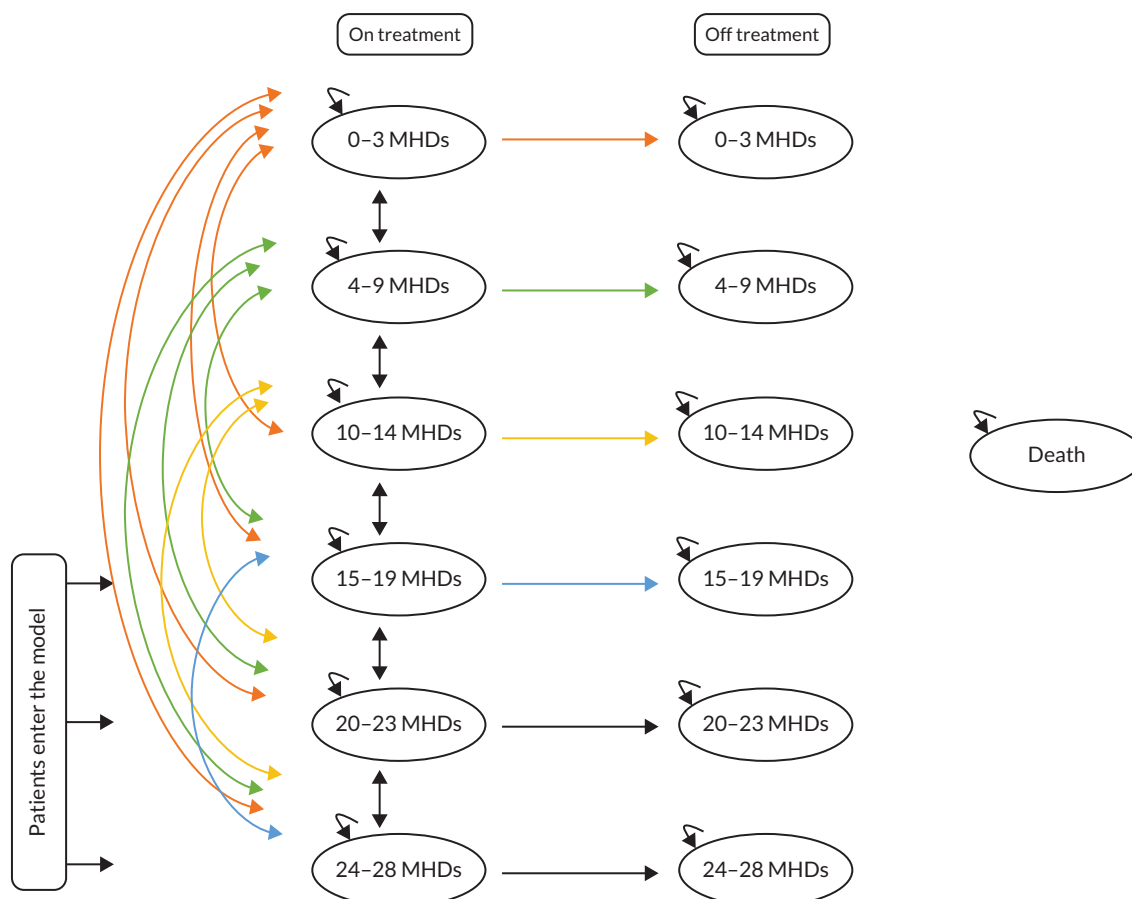 On treatment
Off treatment
0–3 MHDs
0–3 MHDs
4–9 MHDs
4–9 MHDs
10–14 MHDs
10–14 MHDs
Death
15–19 MHDs
15–19 MHDs
Patients enter the model
20–23 MHDs
20–23 MHDs
24–28 MHDs
24–28 MHDs